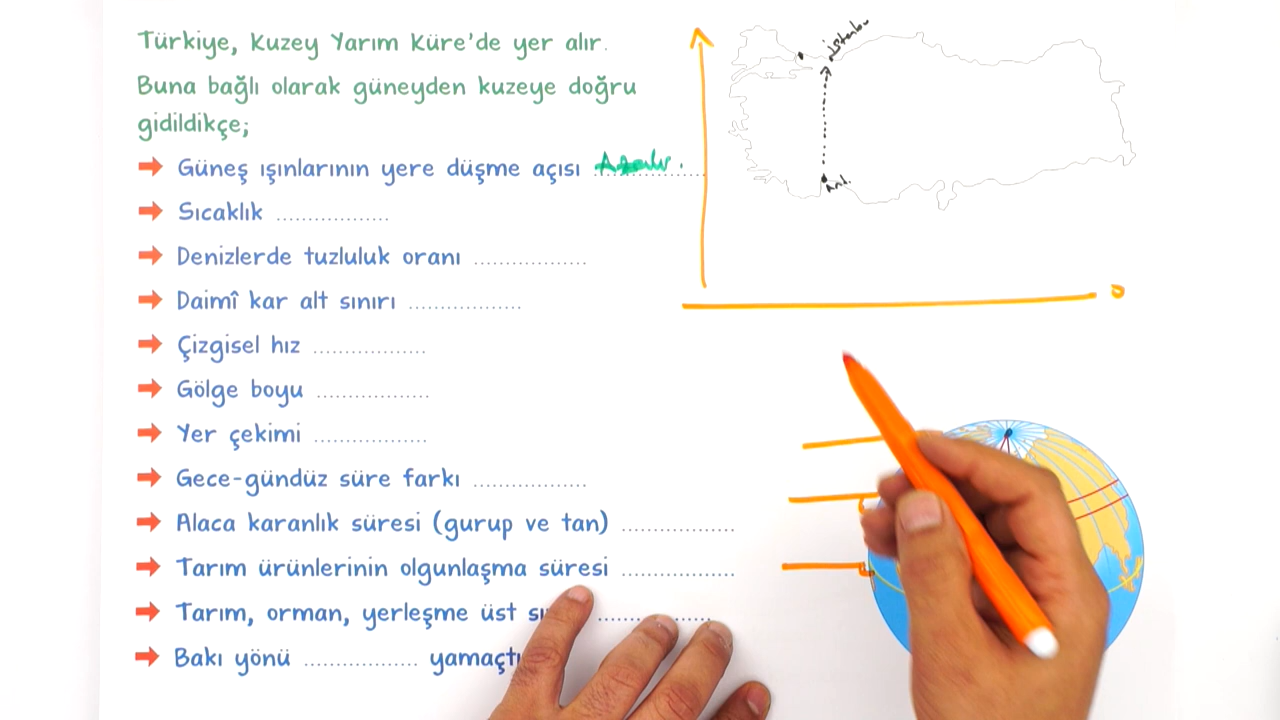 Türkiye, Kuzey Yarım Küre'de yer alır.
Buna bağlı olarak güneyden kuzeye doğru
gidildikçe;
Güneş ışınlarının yere düşme açısı Azalır.
Sıcaklık ..................
Denizlerde tuzluluk oranı ..................
Daimî kar alt sınırı ..................
Çizgisel hız ..................
Gölge boyu ..................
Yer çekimi ..................
Gece-gündüz süre farkı ..................
Alaca karanlık süresi (gurup ve tan) ..................
Tarım ürünlerinin olgunlaşma süresi ..................
Tarım, orman, yerleşme üst ..................
Bakı yönü ..................
İstanbu
Ant.
0